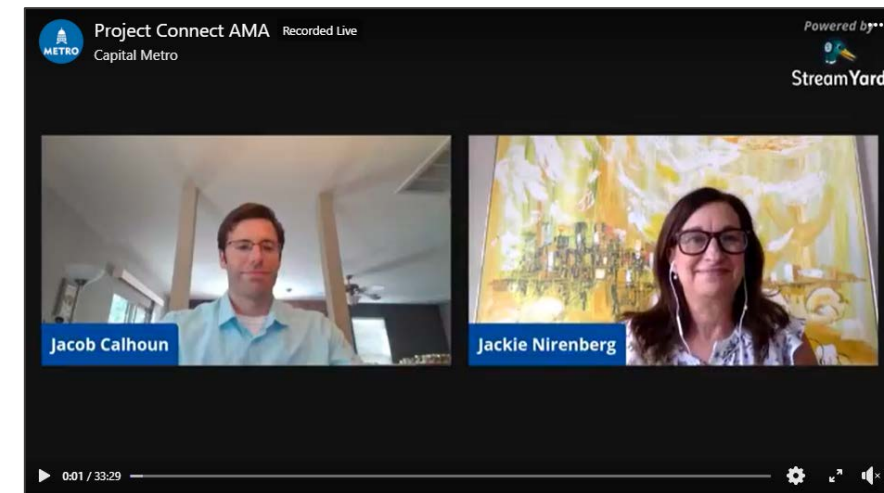 METRO
Project Connect AMA Recorded Live
Capital Metro
Powered by
StreamYard
Jacob Calhoun
Jackie Nirenberg
0:01 / 33:29